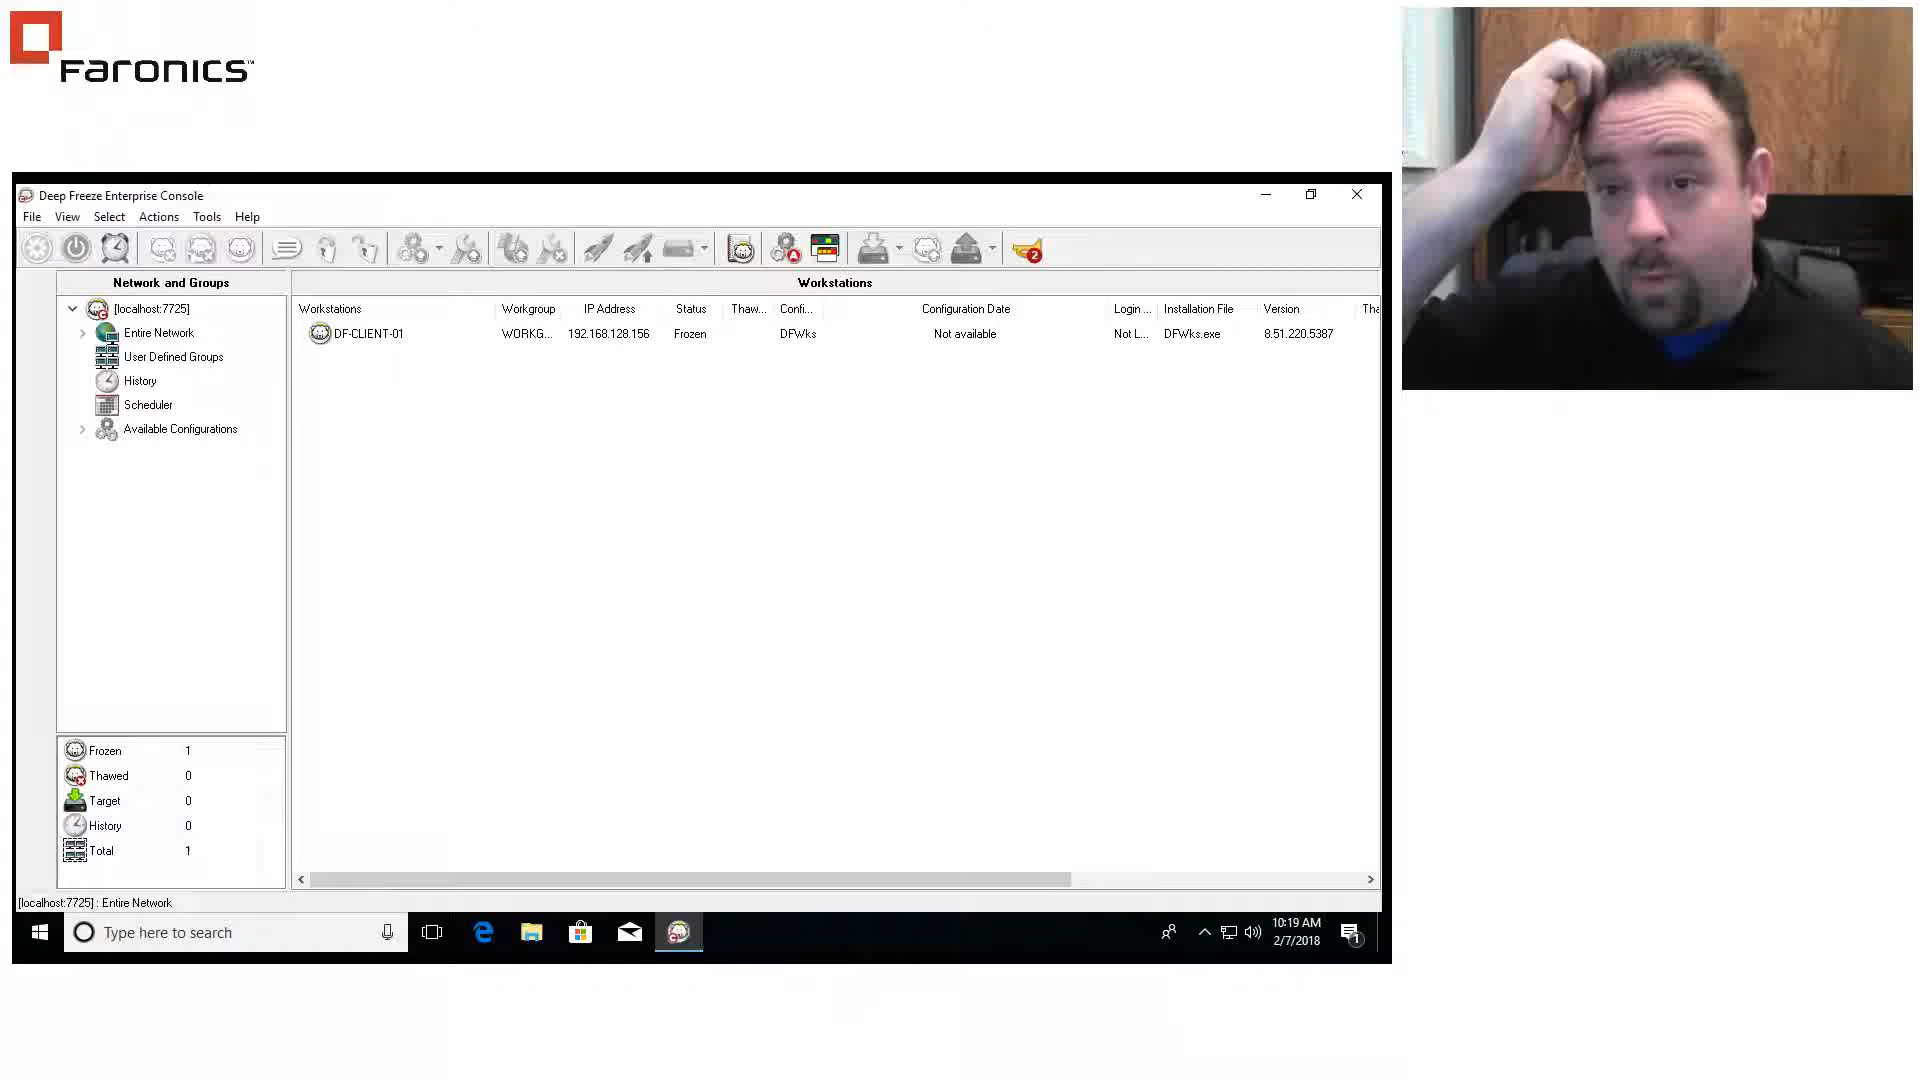 FARONICS™
Deep Freeze Enterprise Console
File View Select Actions Tools Help
A 2
Network and Groups
[localhost:7725]
Entire Network
User Defined Groups
History
Scheduler
Available Configurations
Workstations
Workstations Workgroup IP Address Status Thaw... Confi... Configuration Date Login ... Installation File Version Tha
DF-CLIENT-01 WORKG... 192.168.128.156 Frozen DFWks Not available Not L... DFWks.exe 8.51.220.5387
Frozen 1
Thawed 0
Target 0
History 0
Total 1
[localhost:7725] : Entire Network
Type here to search
10:19 AM
2/7/2018
1